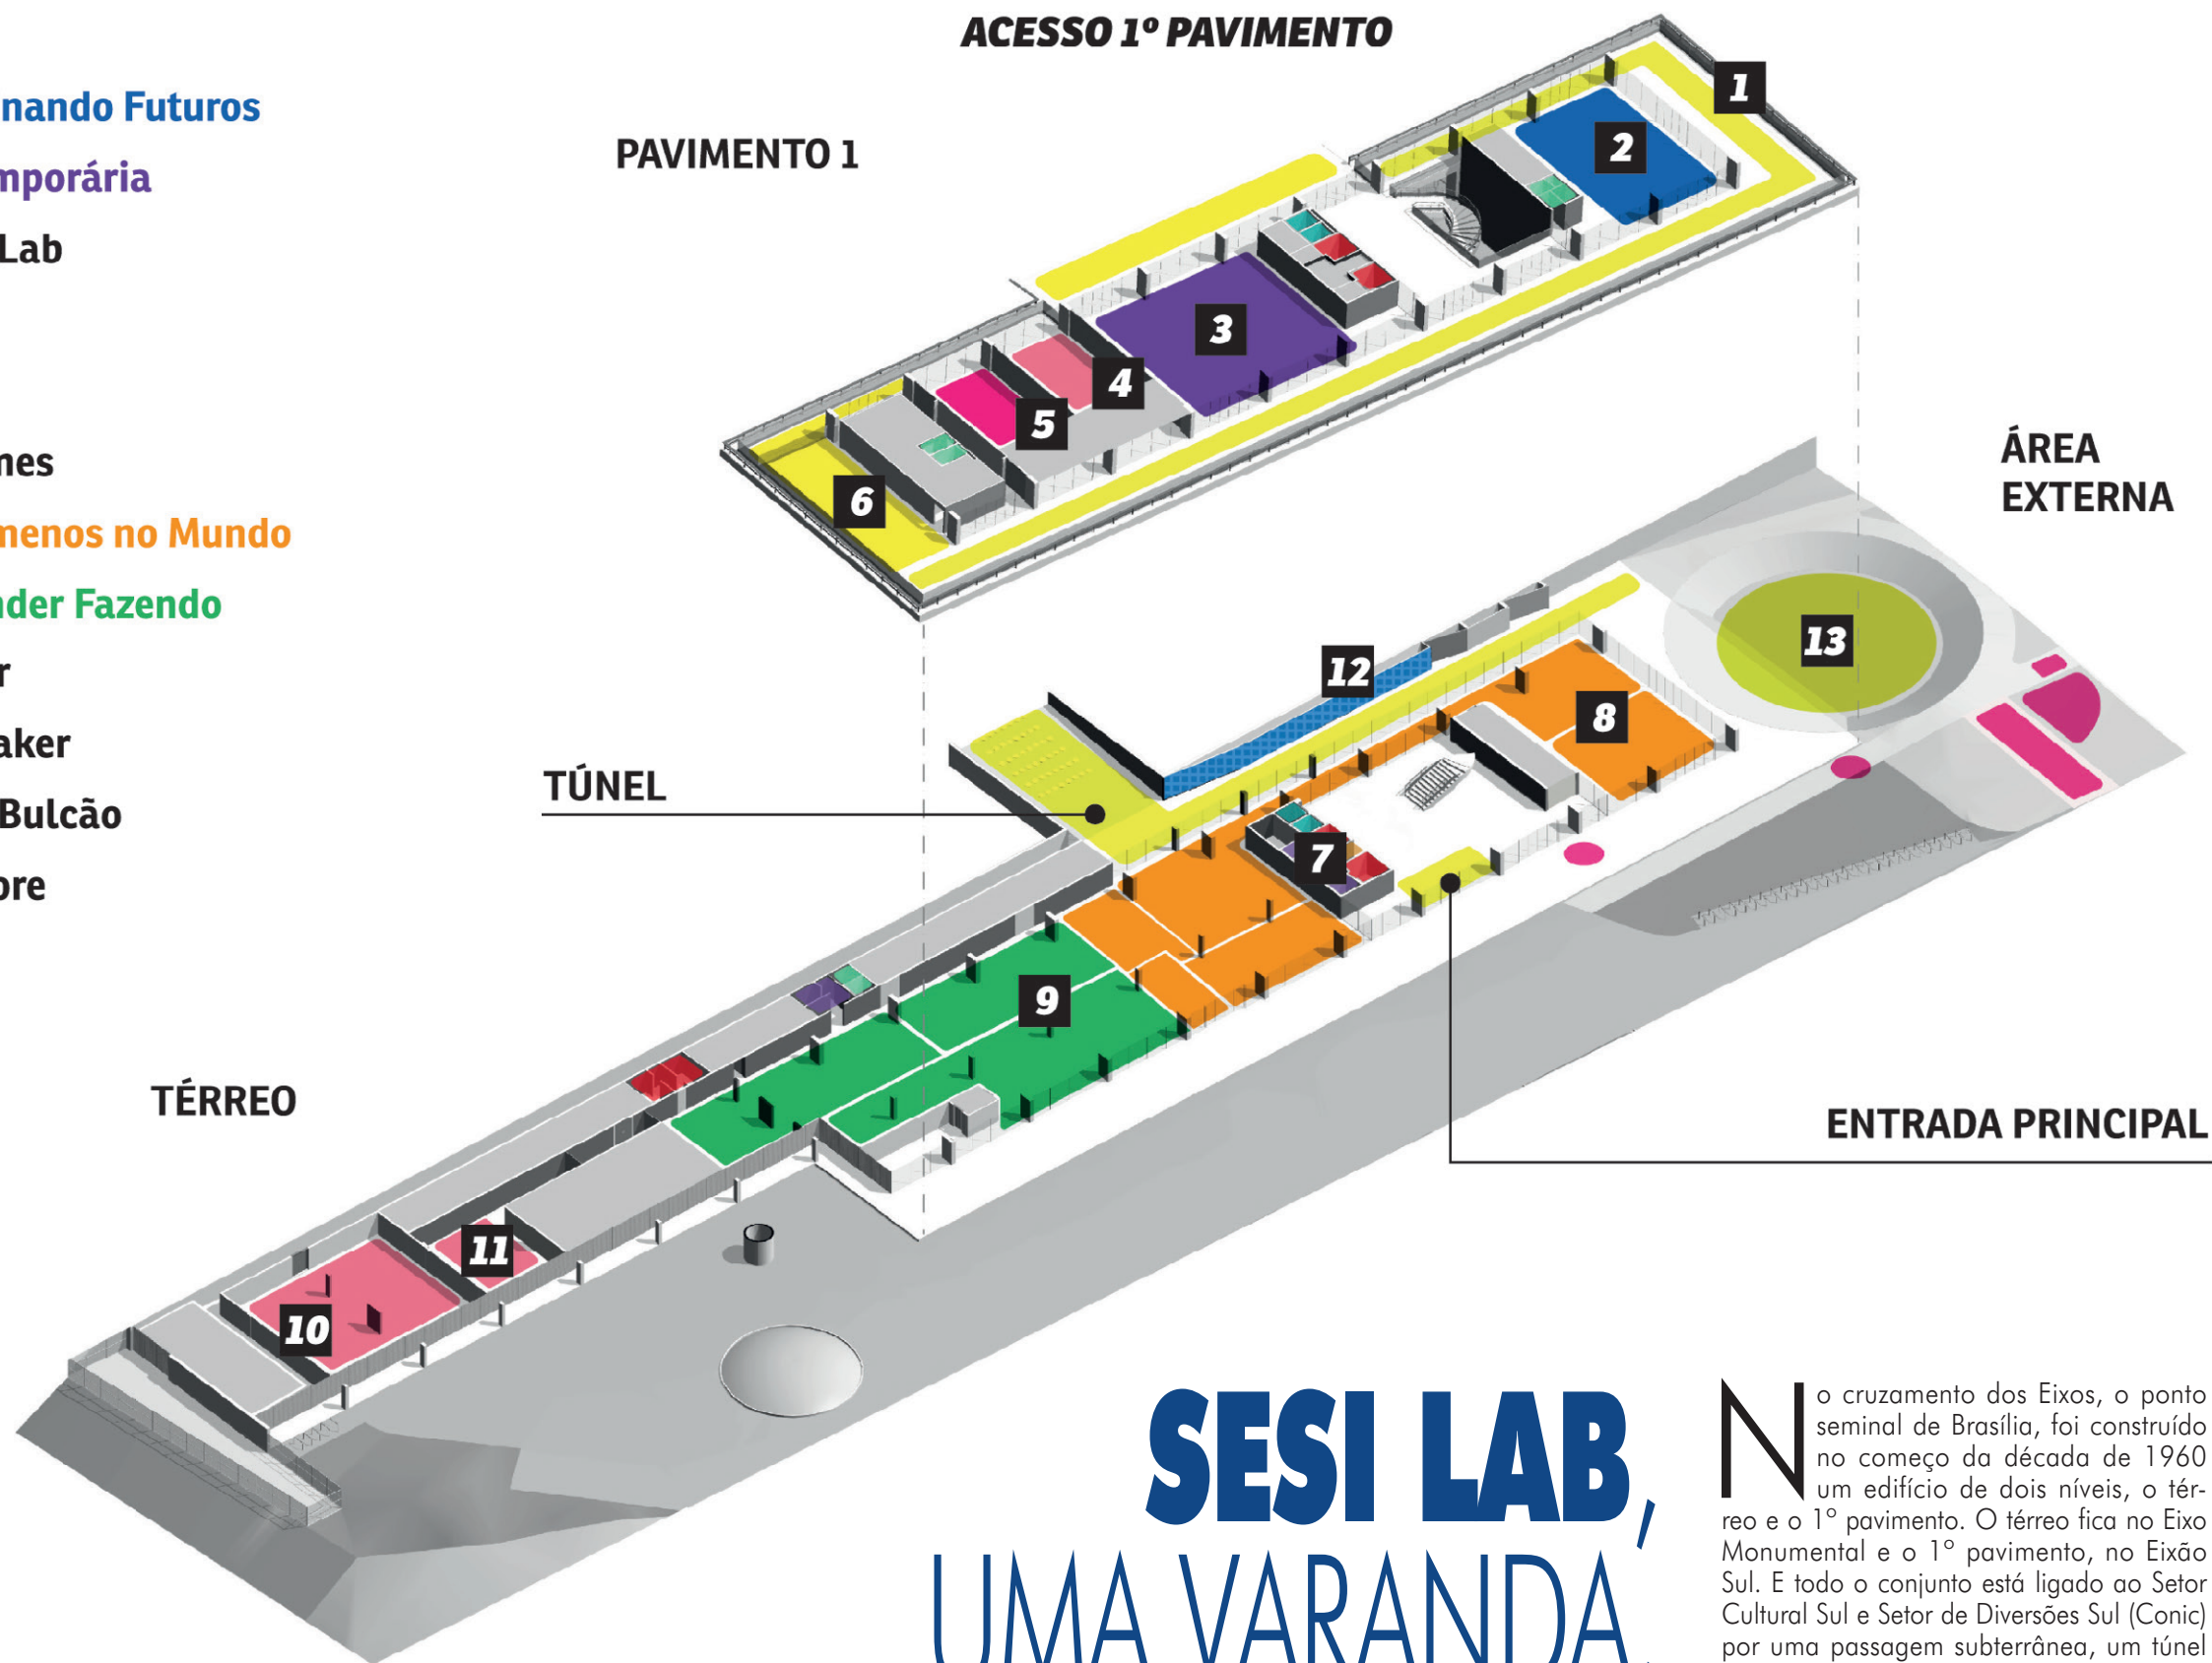 ACESSO 1º PAVIMENTO
nando Futuros
mporária
Lab
nes
menos no Mundo
nder Fazendo
r
aker
Bulcão
ore
PAVIMENTO 1
1
2
3
4
5
6
ÁREA
EXTERNA
12
13
8
TÚNEL
7
9
TÉRREO
ENTRADA PRINCIPAL
11
10
SESI LAB,
UMA VARANDA
No cruzamento dos Eixos, o ponto
seminal de Brasília, foi construído
no começo da década de 1960
um edifício de dois níveis, o tér-
reo e o 1º pavimento. O térreo fica no Eixo
Monumental e o 1º pavimento, no Eixão
Sul. E todo o conjunto está ligado ao Setor
Cultural Sul e Setor de Diversões Sul (Conic)
por uma passagem subterrânea, um túnel